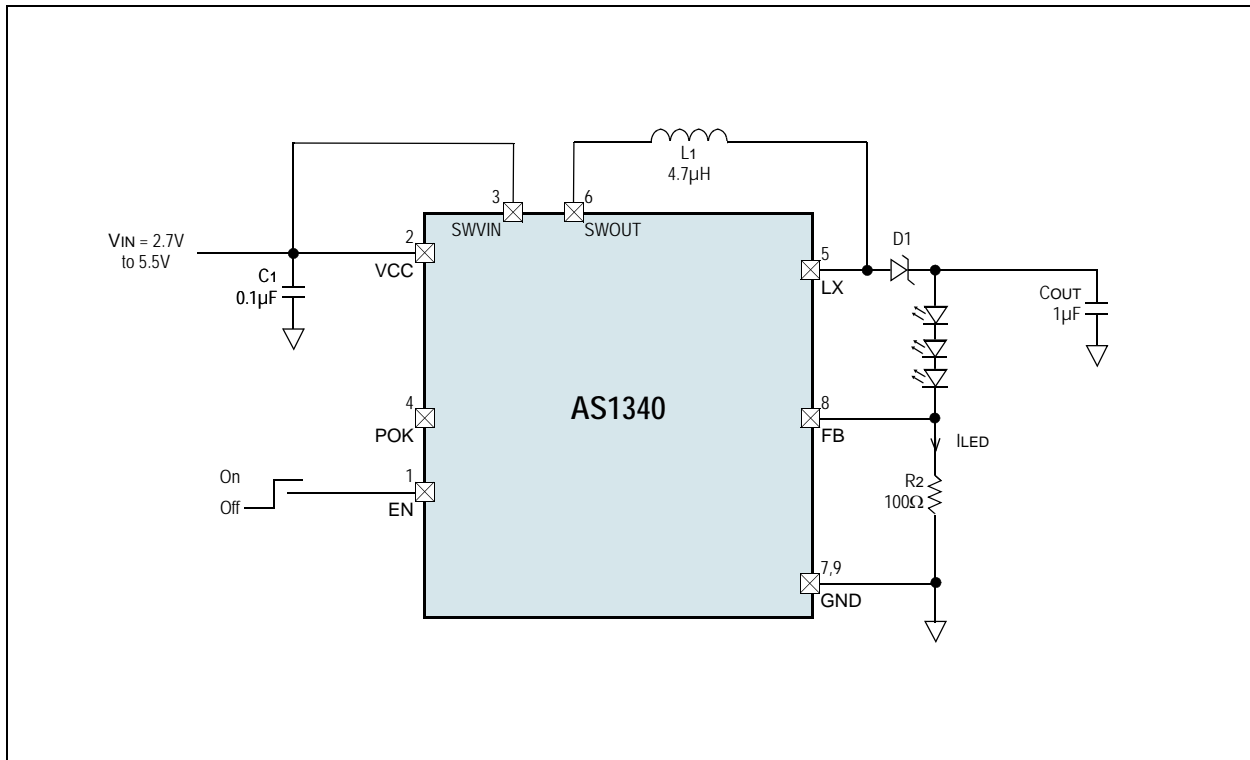 L1
4.7µH
3
6
SWVIN
SWOUT
VIN = 2.7V
to 5.5V
2
VCC
C1
0.1µF
5
LX
D1
COUT
1µF
AS1340
4
POK
8
FB
ILED
On
Off
1
EN
R2
100Ω
7,9
GND